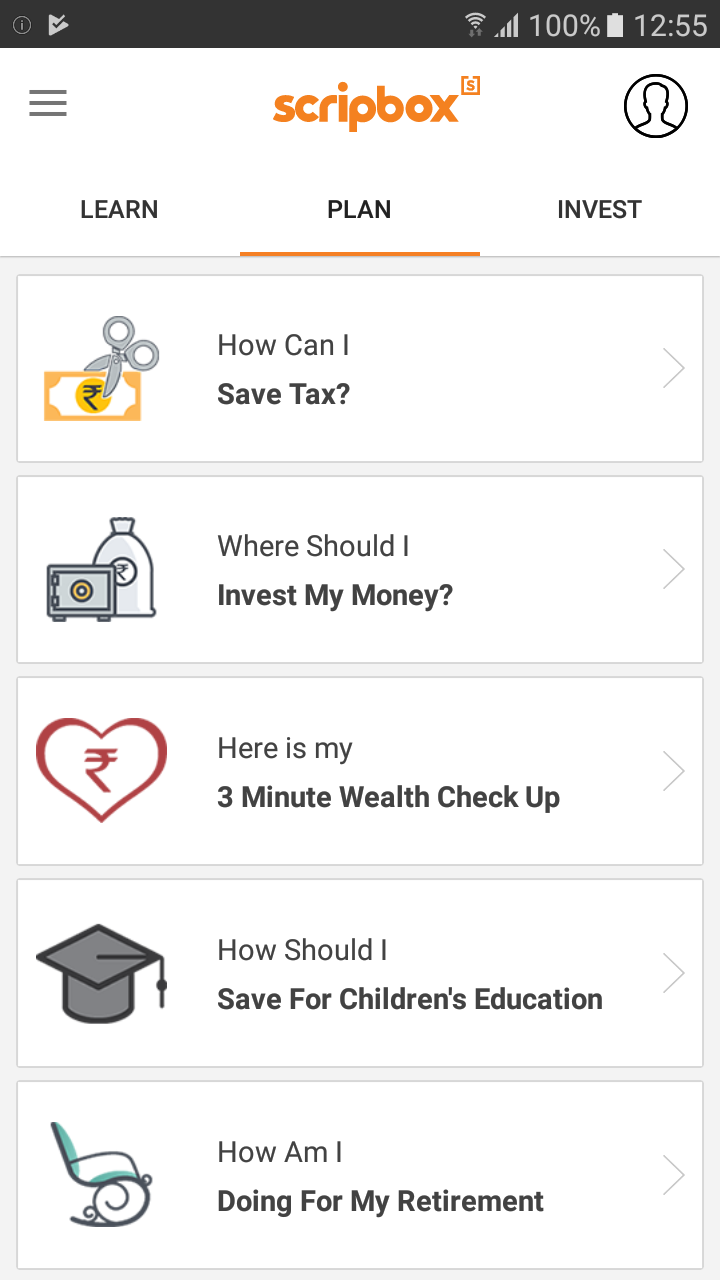 100% 12:55
scripbox
LEARN PLAN INVEST
How Can I
Save Tax?
Where Should I
Invest My Money?
Here is my
3 Minute Wealth Check Up
How Should I
Save For Children's Education
How Am I
Doing For My Retirement